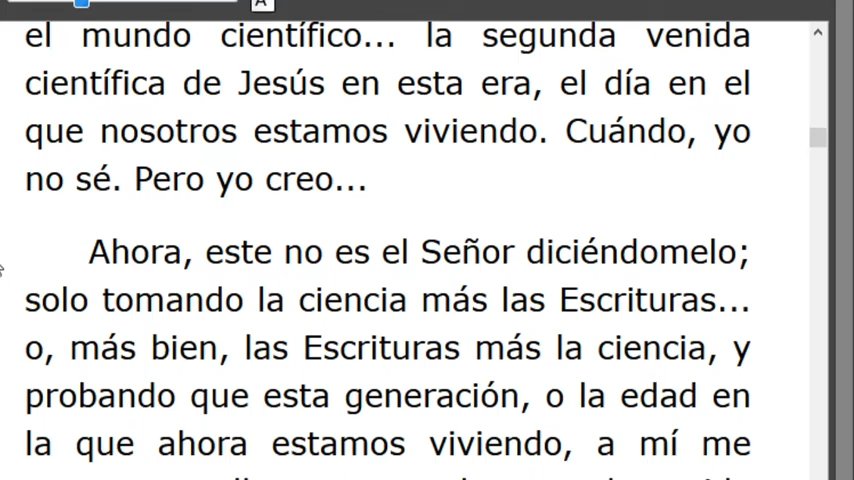 A
el mundo científico... la segunda venida
científica de Jesús en esta era, el día en el
que nosotros estamos viviendo. Cuándo, yo
no sé. Pero yo creo...
Ahora, este no es el Señor diciéndomelo;
solo tomando la ciencia más las Escrituras...
o, más bien, las Escrituras más la ciencia, y
probando que esta generación, o la edad en
la que ahora estamos viviendo, a mí me